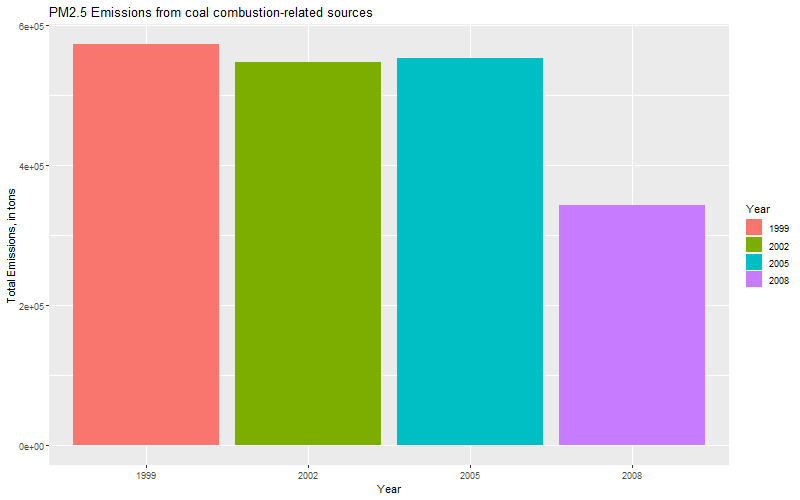 PM2.5 Emissions from coal combustion-related sources
Total Emissions, in tons
6e+05
4e+05
2e+05
0e+00
1999
2002
2005
2008
Year
Year
1999
2002
2005
2008